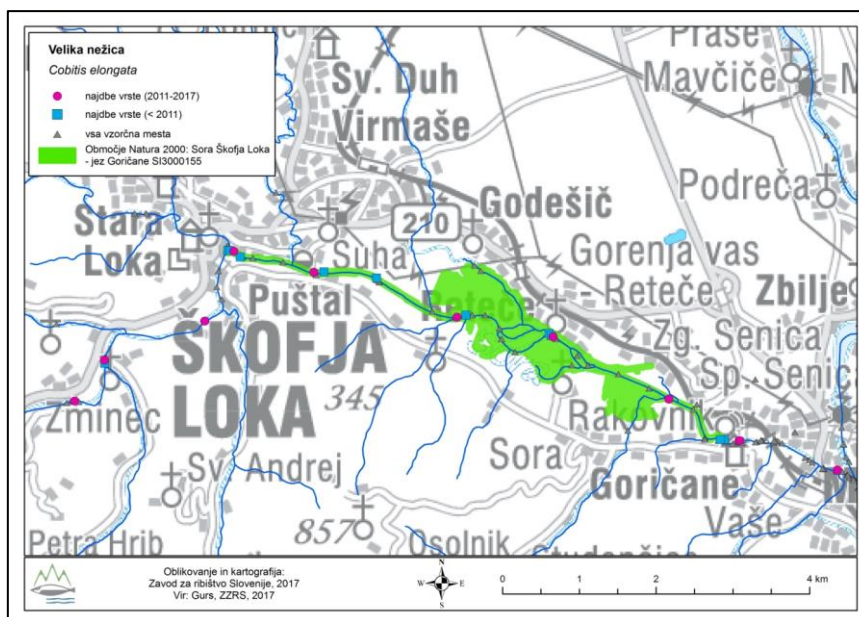 Velika nežica
Cobitis elongata
najdbe vrste (2011-2017)
najdbe vrste (< 2011)
vsa vzorčna mesta
Območje Natura 2000: Sora Škofja Loka
- jez Goričane SI3000155
Praše
Mavčiče
Sv. Duh
Virmaše
Podreča
Godešič
210
Stara
Loka
Suha
Gorenja vas
- Reteče
Zbilje
Puštal
Reteče
ŠKOFJA
LOKA
Zg. Senica
Sp. Senica
345
Zminec
Rakovnik
Sora
Sv. Andrej
Goričane
857
Vaše
Petra Hrib
Osolnik
Oblikovanje in kartografija:
Zavod za ribištvo Slovenije, 2017
Vir: Gurs, ZZRS, 2017
N
W E
S
0 2 4 km